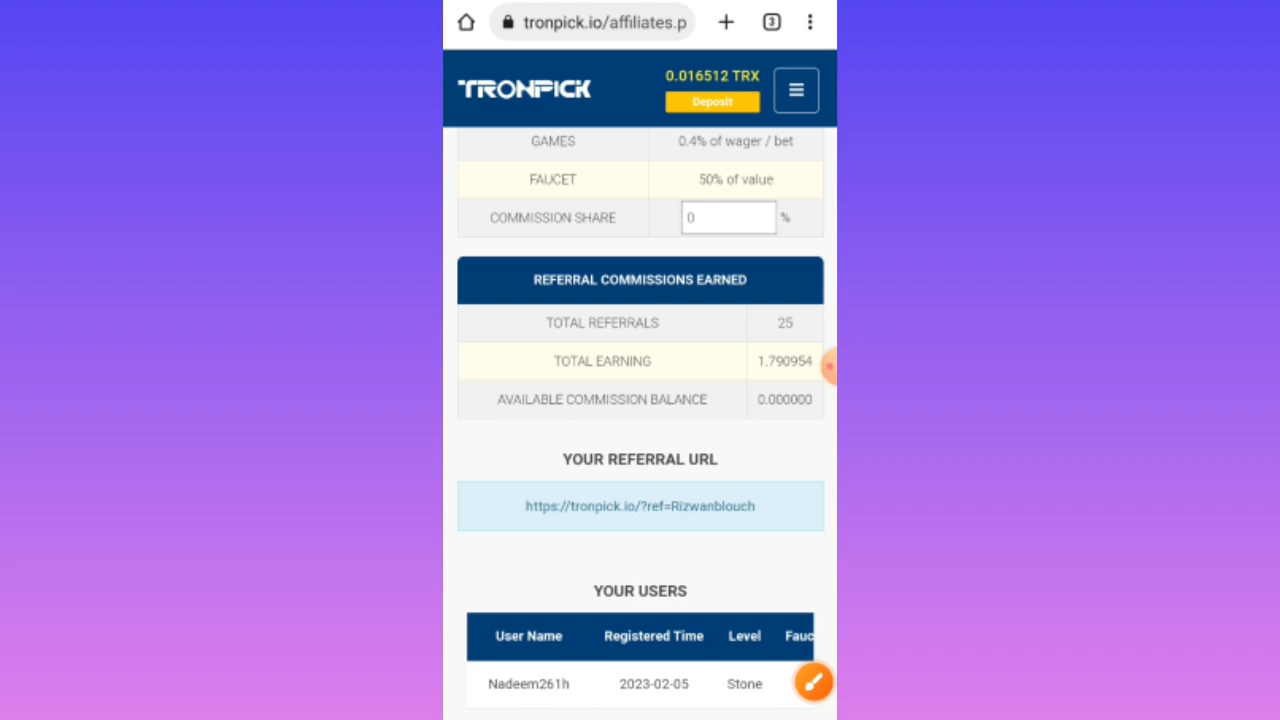 tronpick.io/affiliates.p
3
TRONPICK
0.016512 TRX
Deposit
GAMES 0.4% of wager / bet
FAUCET 50% of value
COMMISSION SHARE 0 %
REFERRAL COMMISSIONS EARNED
TOTAL REFERRALS 25
TOTAL EARNING 1.790954
AVAILABLE COMMISSION BALANCE 0.000000
YOUR REFERRAL URL
https://tronpick.io/?ref=Rizwanblouch
YOUR USERS
User Name Registered Time Level Fauc
Nadeem261h 2023-02-05 Stone